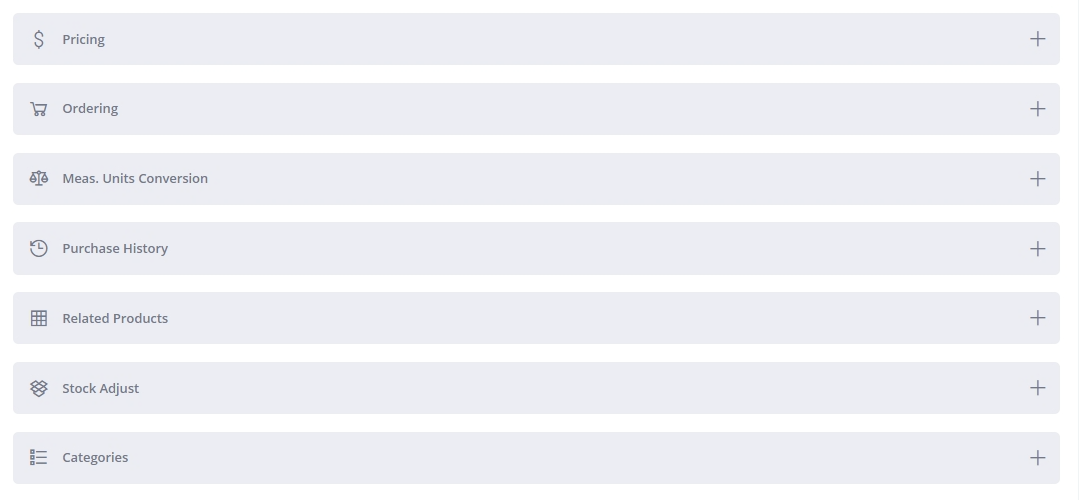 Pricing
Ordering
Meas. Units Conversion
Purchase History
Related Products
Stock Adjust
Categories